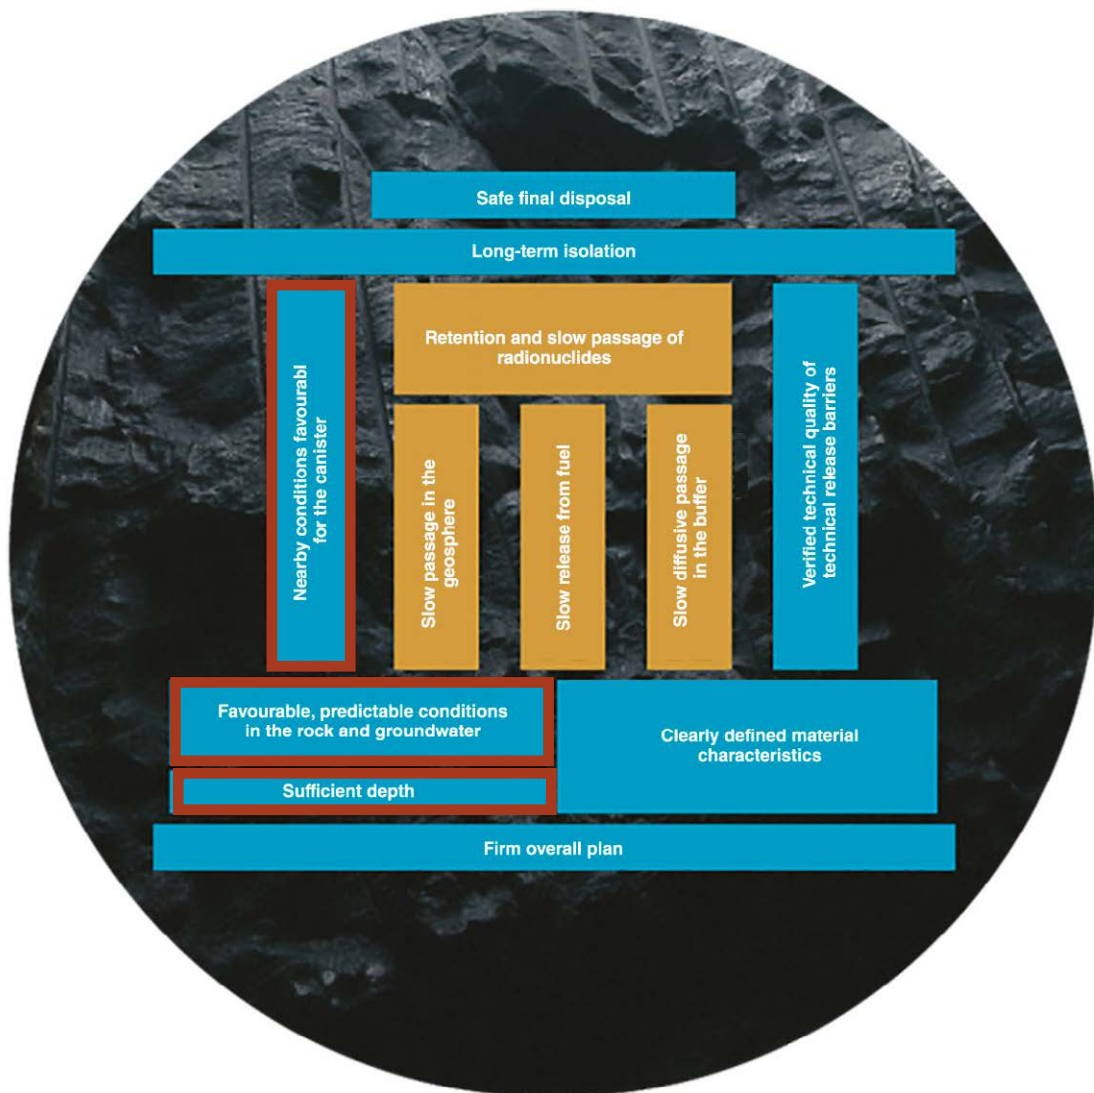 Safe final disposal
Long-term isolation
Nearby conditions favourabl
for the canister
Retention and slow passage of
radionuclides
Slow passage in the
geosphere
Slow release from fuel
Slow diffusive passage
in the buffer
Verified technical quality of
technical release barriers
Favourable, predictable conditions
in the rock and groundwater
Sufficient depth
Clearly defined material
characteristics
Firm overall plan